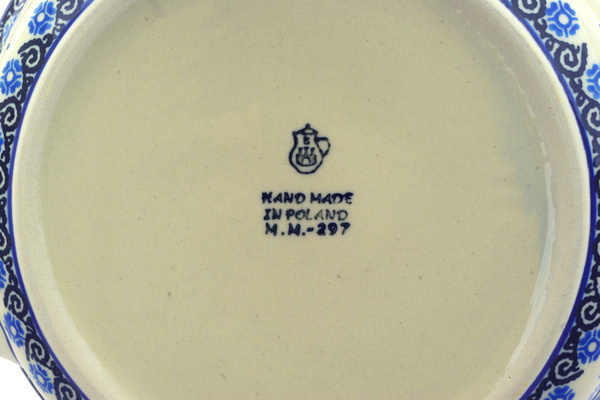 B
HAND MADE
IN POLAND
M.M.-297